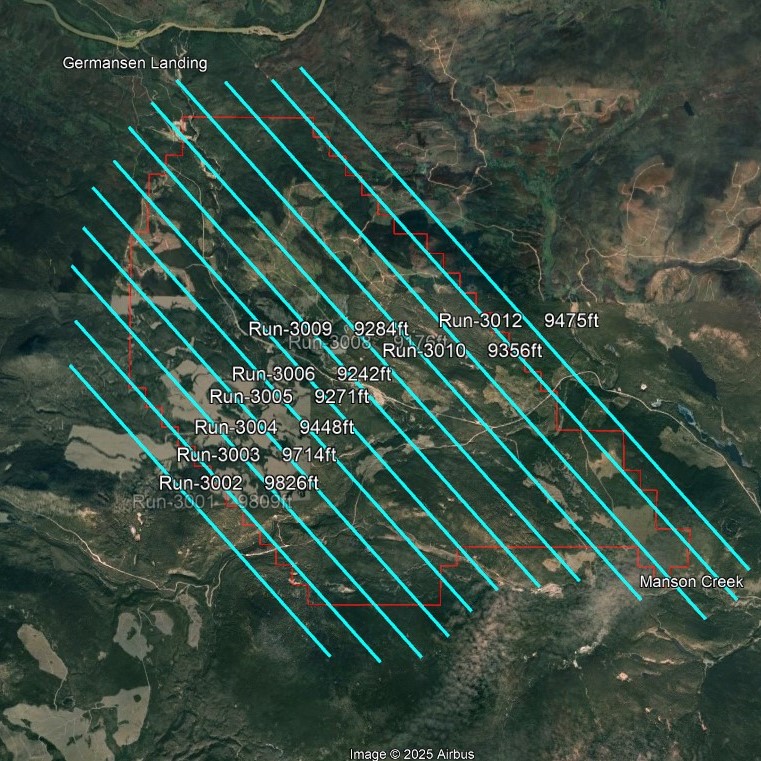 Germansen Landing
Run-3012 9475ft
Run-3009 9284ft
Run-3008 9176ft
Run-3010 9356ft
Run-3006 9242ft
Run-3005 9271ft
Run-3004 9448ft
Run-3003 9714ft
Run-3002 9826ft
Run-3001 9809ft
Manson Creek
Image © 2025 Airbus